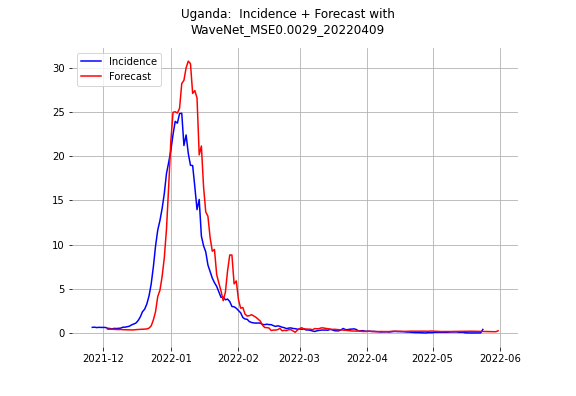 Uganda:  Incidence + Forecast with
WaveNet_MSE0.0029_20220409
Incidence
Forecast
30
25
20
15
10
5
0
2021-12 2022-01 2022-02 2022-03 2022-04 2022-05 2022-06